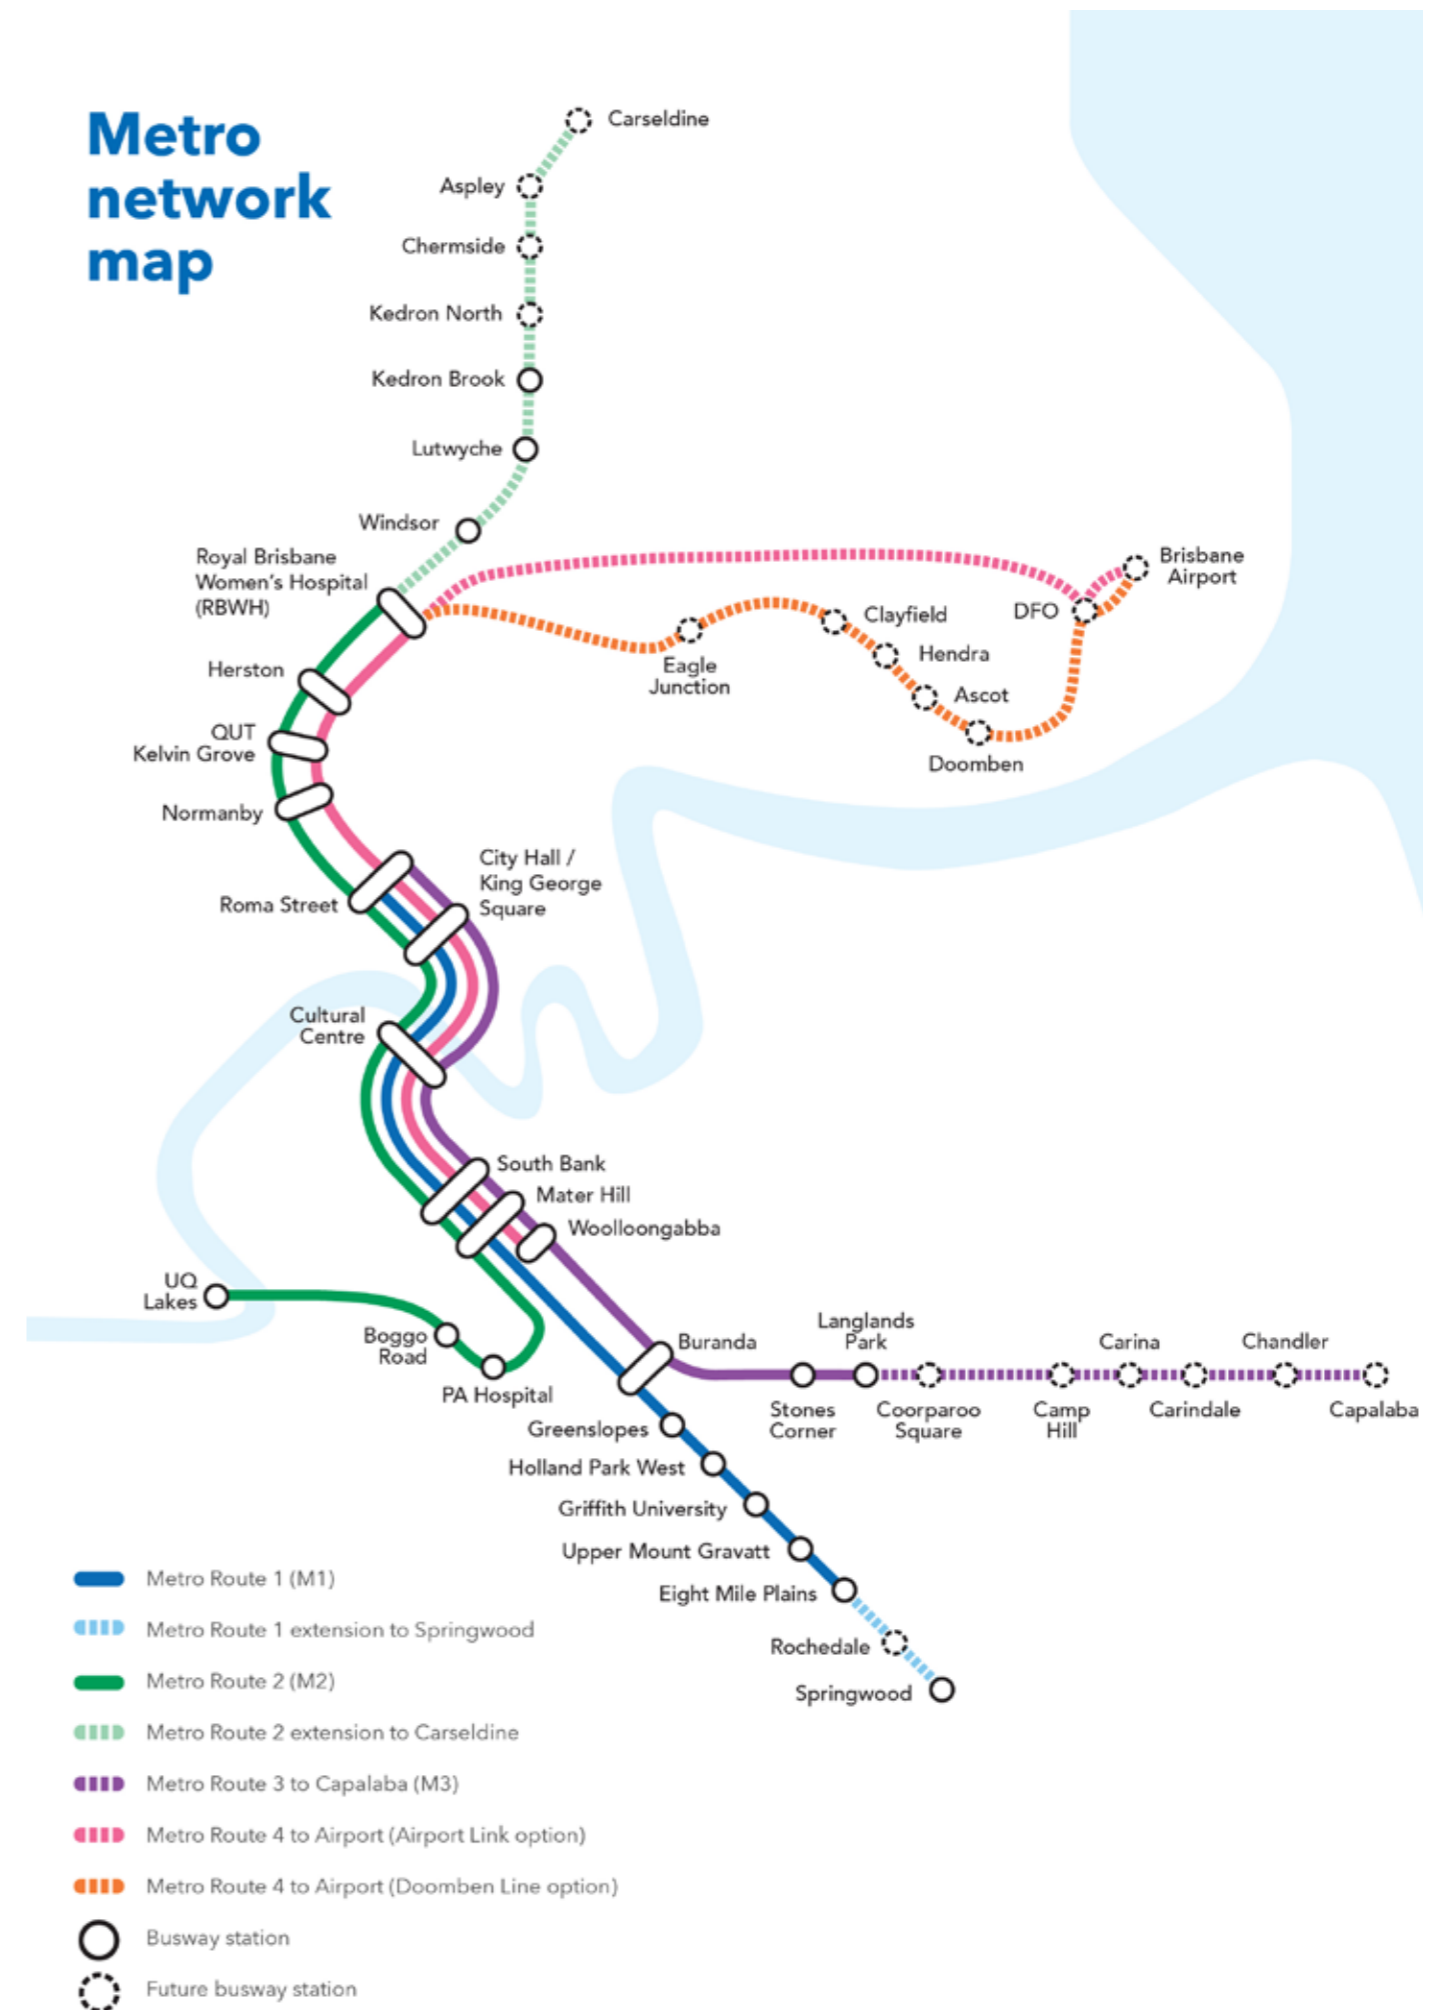 Metro
network
map
Carseldine
Aspley
Chermside
Kedron North
Kedron Brook
Lutwyche
Windsor
Royal Brisbane
Women's Hospital
(RBWH)
Brisbane
Airport
DFO
Clayfield
Hendra
Eagle
Junction
Ascot
Doomben
Herston
QUT
Kelvin Grove
Normanby
City Hall /
King George
Square
Roma Street
Cultural
Centre
South Bank
Mater Hill
Woolloongabba
UQ
Lakes
Boggo
Road
PA Hospital
Buranda
Langlands
Park
Carina
Chandler
Stones
Corner
Coorparoo
Square
Camp
Hill
Carindale
Capalaba
Greenslopes
Holland Park West
Griffith University
Upper Mount Gravatt
Eight Mile Plains
Rochedale
Springwood
Metro Route 1 (M1)
Metro Route 1 extension to Springwood
Metro Route 2 (M2)
Metro Route 2 extension to Carseldine
Metro Route 3 to Capalaba (M3)
Metro Route 4 to Airport (Airport Link option)
Metro Route 4 to Airport (Doomben Line option)
Busway station
Future busway station